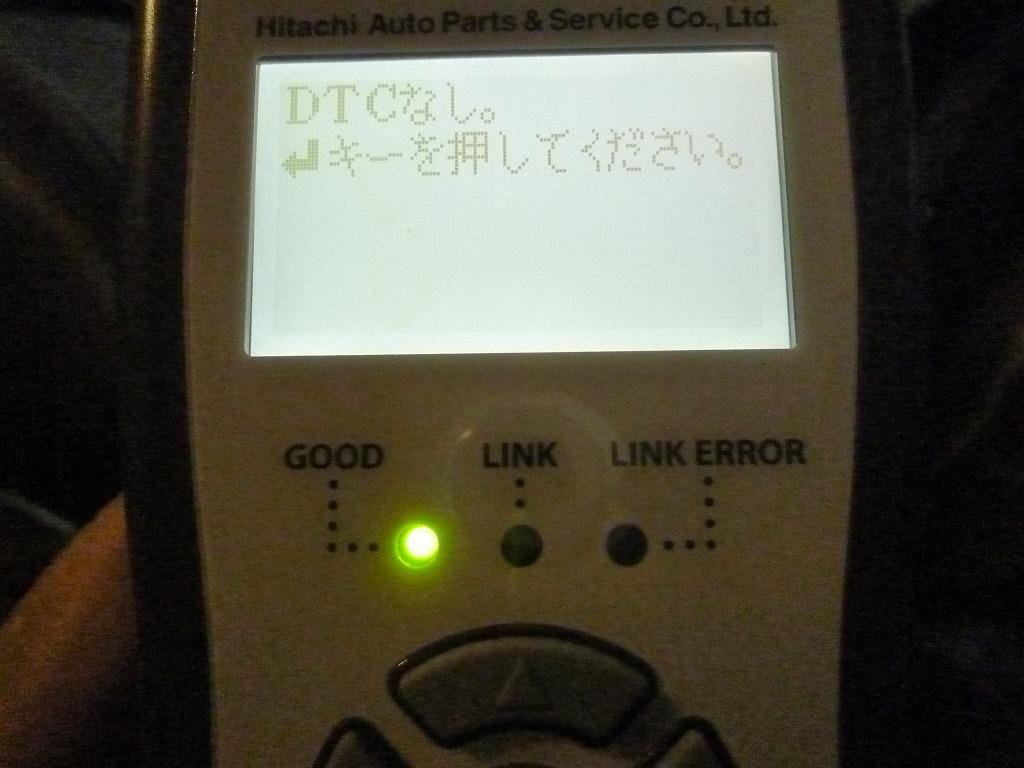 Hitachi Auto Parts & Service Co., Ltd.
DTCなし。
↲キーを押してください。
GOOD LINK LINK ERROR